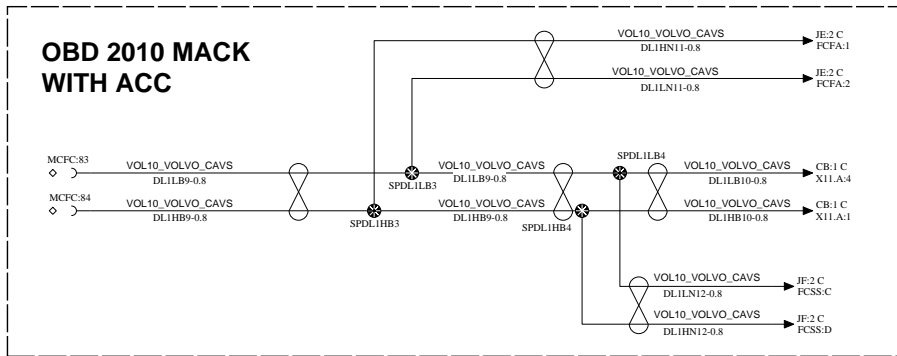 OBD 2010 MACK
WITH ACC
VOL10_VOLVO_CAVS
DL1HN11-0.8
JE:2 C
FCFA:1
VOL10_VOLVO_CAVS
DL1LN11-0.8
JE:2 C
FCFA:2
MCFC:83
VOL10_VOLVO_CAVS
DL1LB9-0.8
SPDL1LB3
VOL10_VOLVO_CAVS
DL1LB9-0.8
SPDL1LB4
VOL10_VOLVO_CAVS
DL1LB10-0.8
CB:1 C
X11.A:4
MCFC:84
VOL10_VOLVO_CAVS
DL1HB9-0.8
SPDL1HB3
VOL10_VOLVO_CAVS
DL1HB9-0.8
SPDL1HB4
VOL10_VOLVO_CAVS
DL1HB10-0.8
CB:1 C
X11.A:1
VOL10_VOLVO_CAVS
DL1LN12-0.8
JF:2 C
FCSS:C
VOL10_VOLVO_CAVS
DL1HN12-0.8
JF:2 C
FCSS:D